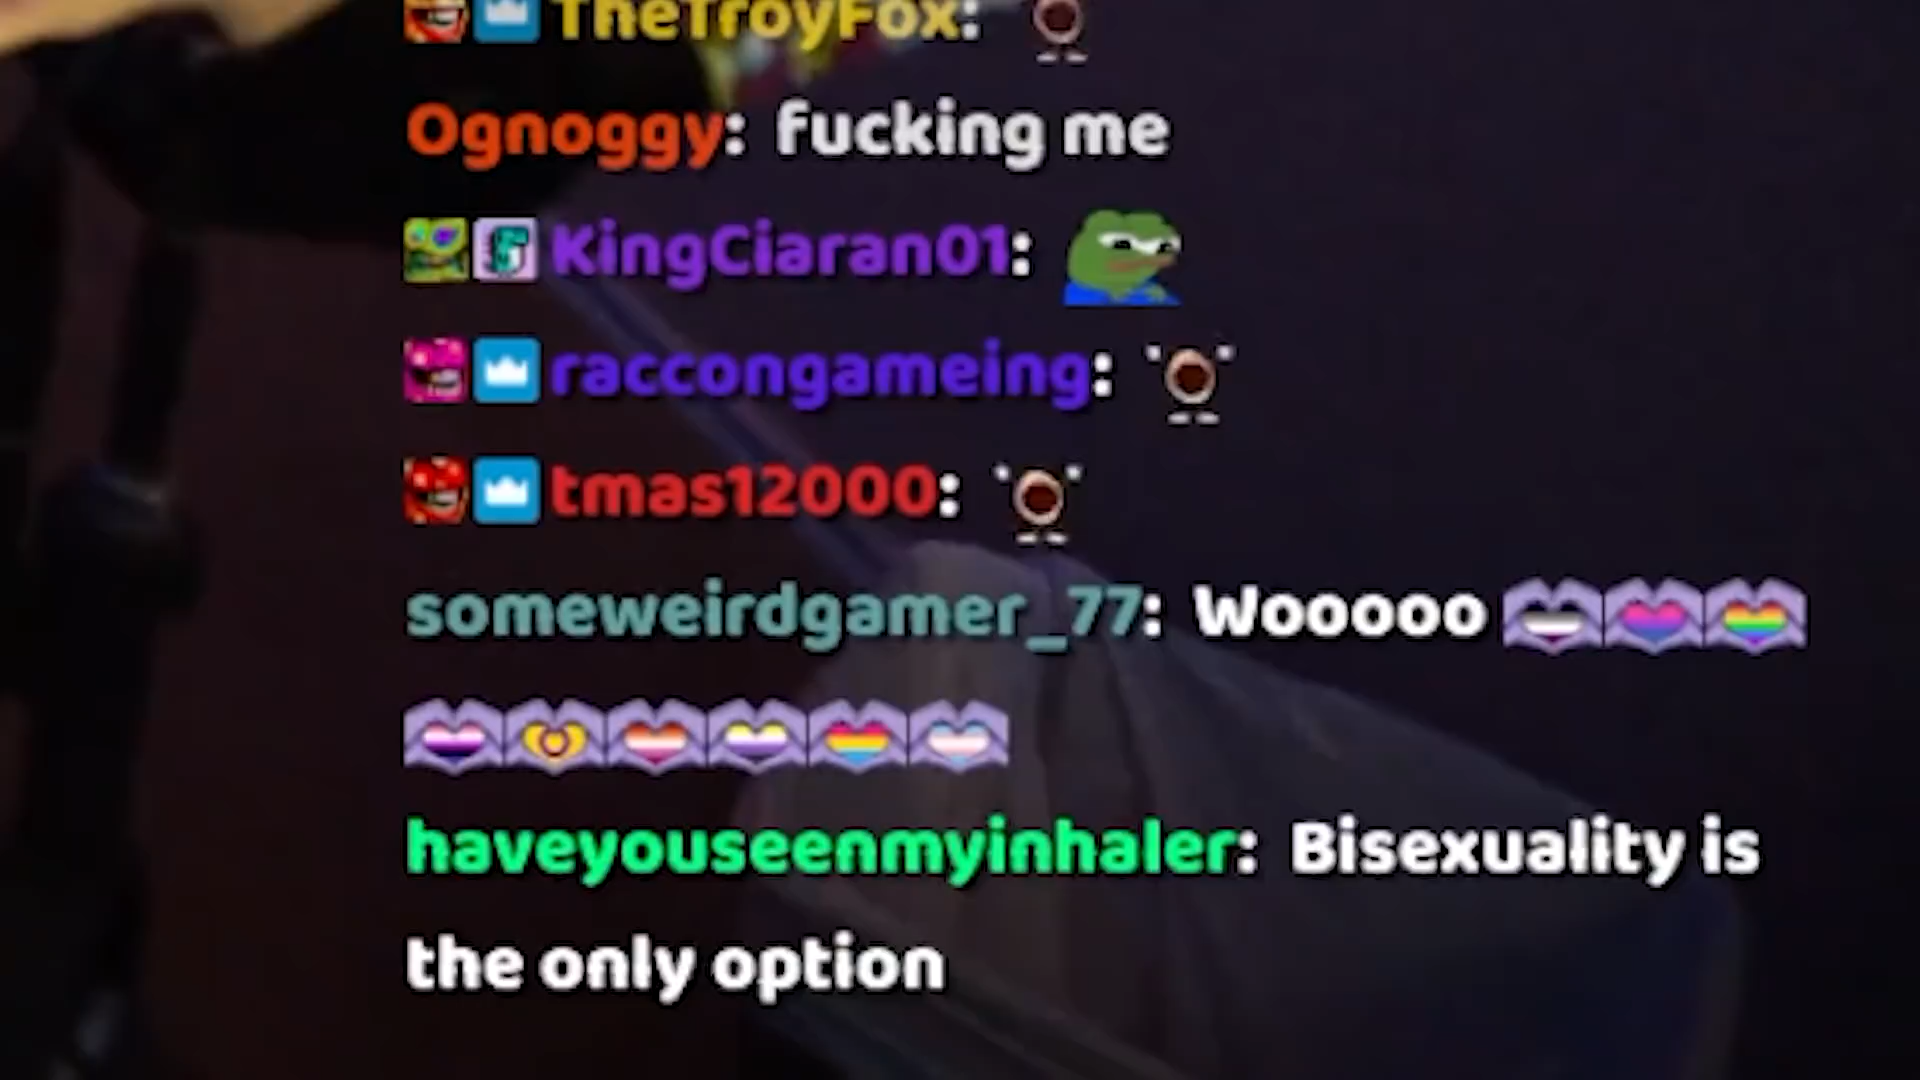 TheTroyFox:
Ognoggy: fucking me
KingCiaran01:
raccongameing:
tmas12000:
someweirdgamer_77: Wooooo
haveyouseenmyinhaler: Bisexuality is
the only option